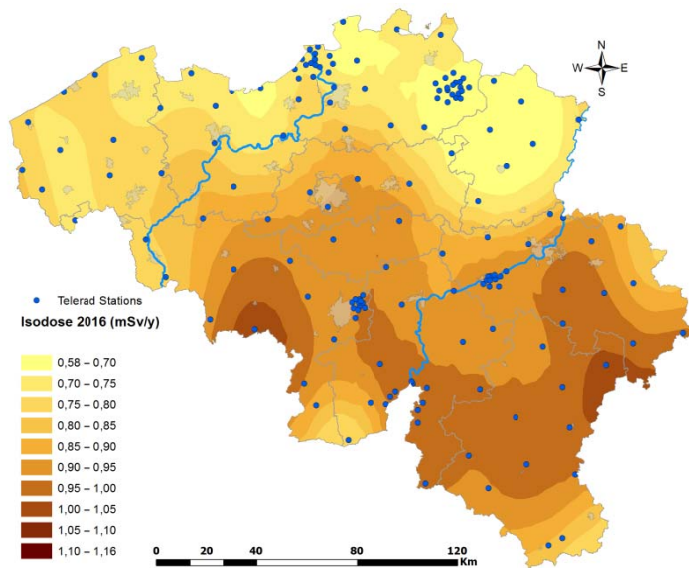 N
W E
S
Telerad Stations
Isodose 2016 (mSv/y)
0,58 – 0,70
0,70 – 0,75
0,75 – 0,80
0,80 – 0,85
0,85 – 0,90
0,90 – 0,95
0,95 – 1,00
1,00 – 1,05
1,05 – 1,10
1,10 – 1,16
0 20 40 80 120
Km